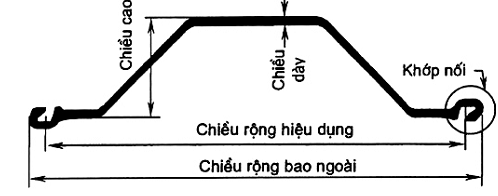 Chiều cao
Chiều
dày
Khớp nối
Chiều rộng hiệu dụng
Chiều rộng bao ngoài